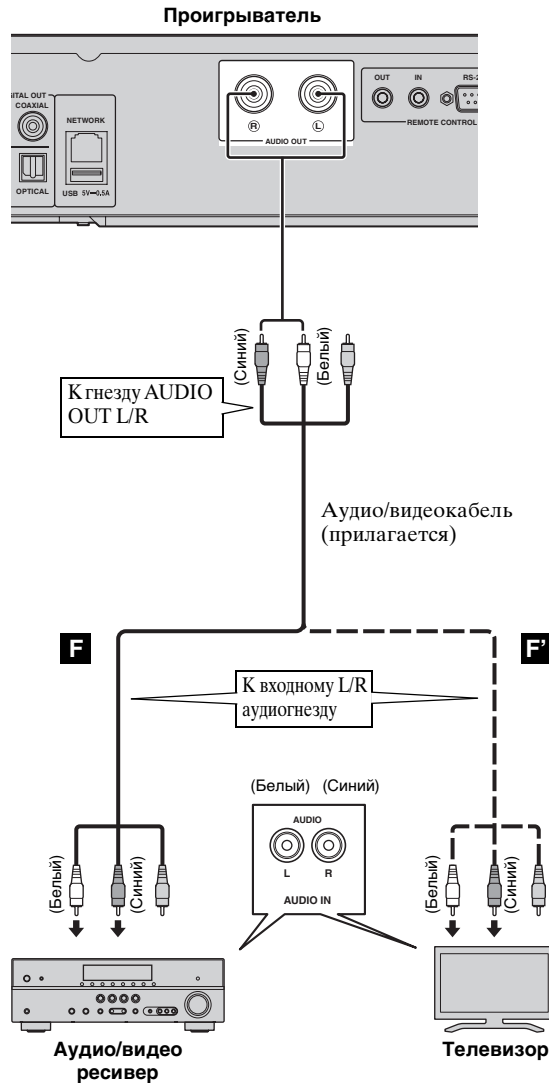 Проигрыватель
ITAL OUT
COAXIAL
OPTICAL
NETWORK
USB 5V⎓0.5A
R
L
AUDIO OUT
OUT
IN
RS-2
REMOTE CONTROL
(Синий)
(Белый)
К гнезду AUDIO
OUT L/R
Аудио/видеокабель
(прилагается)
F
F'
К входному L/R
аудиогнезду
(Белый) (Синий)
AUDIO
L R
AUDIO IN
(Белый)
(Синий)
(Белый)
(Синий)
Аудио/видео
ресивер
Телевизор